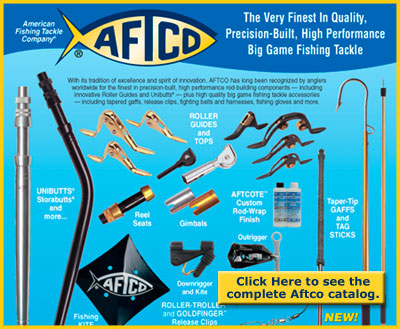 American
Fishing Tackle
Company®
AFTCO
®
The Very Finest In Quality,
Precision-Built, High Performance
Big Game Fishing Tackle
With its tradition of excellence and spirit of innovation, AFTCO has long been recognized by anglers
worldwide for the finest in precision-built, high performance rod-building components — including
innovative Roller Guides and Unibutts® — plus high quality big game fishing tackle accessories
— including tapered gaffs, release clips, fighting belts and harnesses, fishing gloves and more.
ROLLER
GUIDES
and
TOPS
UNIBUTTS
Storabutts®
and
more...
Reel
Seats
Gimbals
AFTCOTE™
Custom
Rod-Wrap
Finish
Taper-Tip
GAFFS
and
TAG
STICKS
Outrigger
AFTCO
Downrigger
and Kite
Fishing
KITE
ROLLER-TROLLER
and GOLDFINGER™
Release Clips
Click Here to see the
complete Aftco catalog.
NEW!